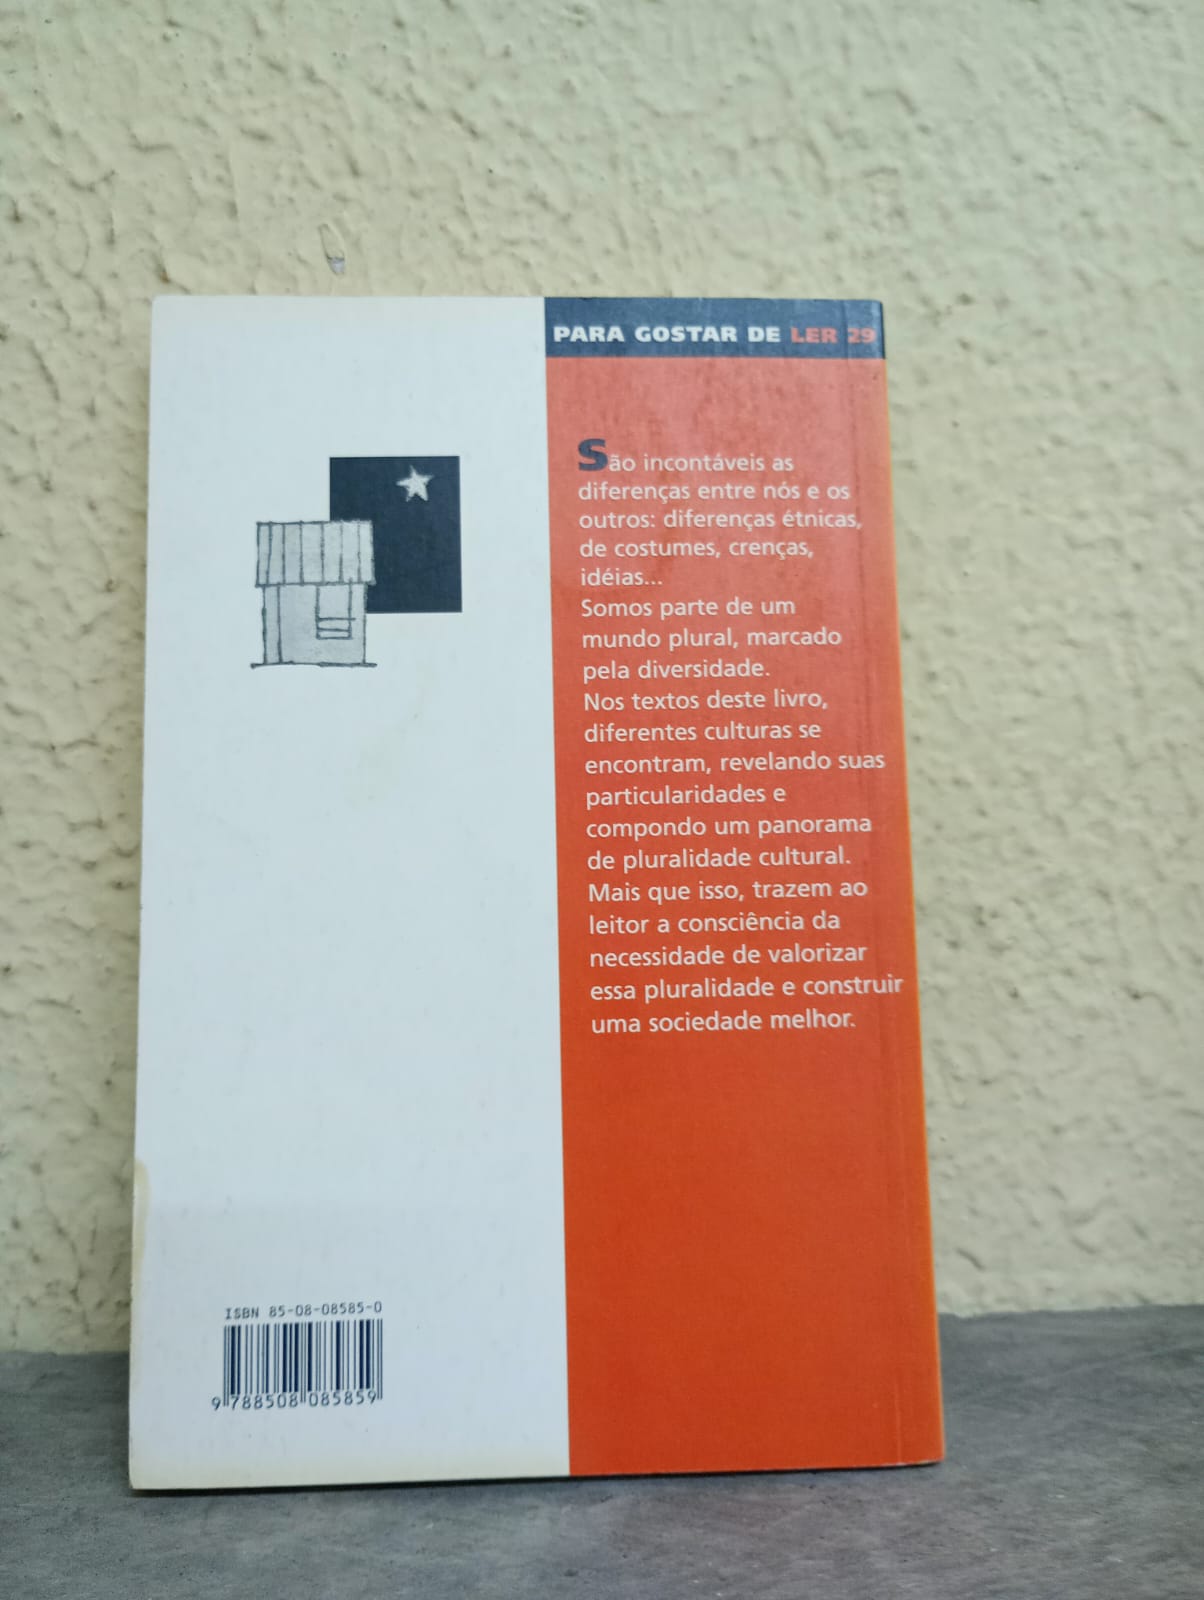 PARA GOSTAR DE LER 29
São incontáveis as
diferenças entre nós e os
outros: diferenças étnicas,
de costumes, crenças,
idéias...
Somos parte de um
mundo plural, marcado
pela diversidade.
Nos textos deste livro,
diferentes culturas se
encontram, revelando suas
particularidades e
compondo um panorama
de pluralidade cultural.
Mais que isso, trazem ao
leitor a consciência da
necessidade de valorizar
essa pluralidade e construir
uma sociedade melhor.
ISBN 85-08-08585-0
9 788508 085859